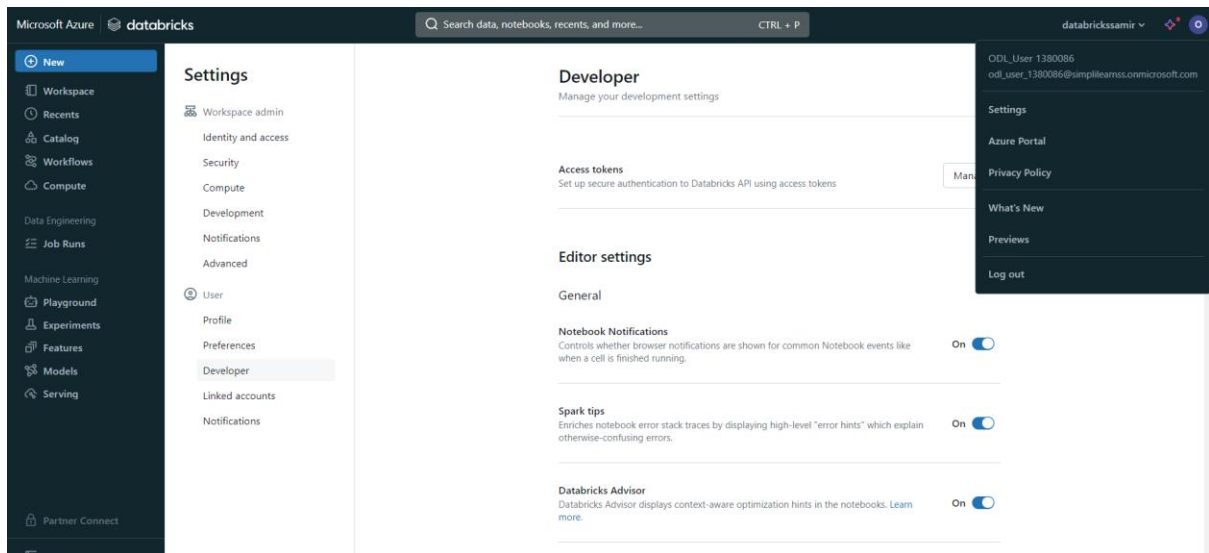 Microsoft Azure databricks
Search data, notebooks, recents, and more... CTRL + P
databrickssamir
O
New
Workspace
Recents
Catalog
Workflows
Compute
Data Engineering
Job Runs
Machine Learning
Playground
Experiments
Features
Models
Serving
Partner Connect
Settings
Workspace admin
Identity and access
Security
Compute
Development
Notifications
Advanced
User
Profile
Preferences
Developer
Linked accounts
Notifications
Developer
Manage your development settings
Access tokens
Set up secure authentication to Databricks API using access tokens
Editor settings
General
Notebook Notifications
Controls whether browser notifications are shown for common Notebook events like
when a cell is finished running.
On
Spark tips
Enriches notebook error stack traces by displaying high-level "error hints" which explain
otherwise-confusing errors.
On
Databricks Advisor
Databricks Advisor displays context-aware optimization hints in the notebooks. Learn
more.
On
ODL_User 1380086
odl_user_1380086@simplilearnss.onmicrosoft.com
Settings
Azure Portal
Privacy Policy
What's New
Previews
Log out